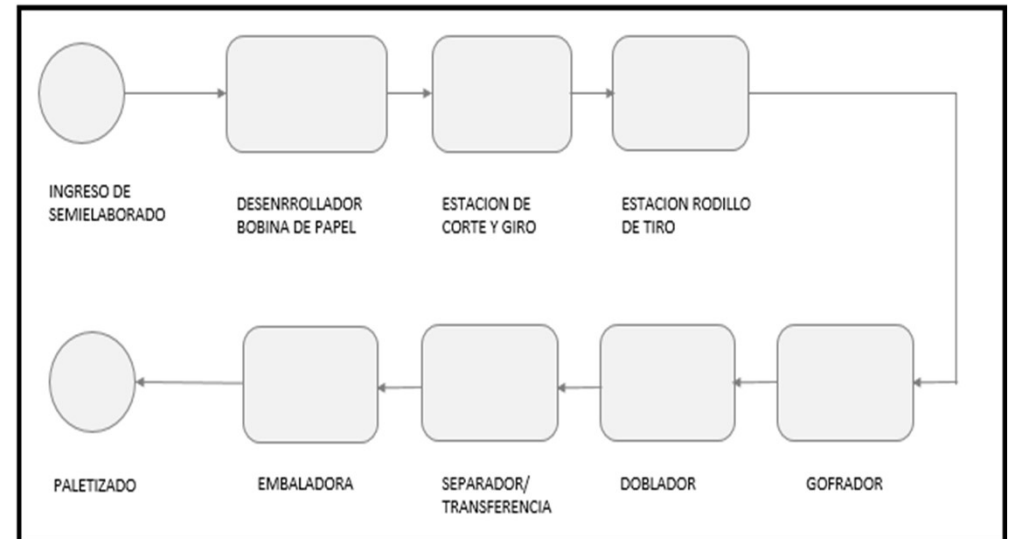 INGRESO DE
SEMIELABORADO
DESENRROLLADOR
BOBINA DE PAPEL
ESTACION DE
CORTE Y GIRO
ESTACION RODILLO
DE TIRO
PALETIZADO
EMBALADORA
SEPARADOR/
TRANSFERENCIA
DOBLADOR
GOFRADOR